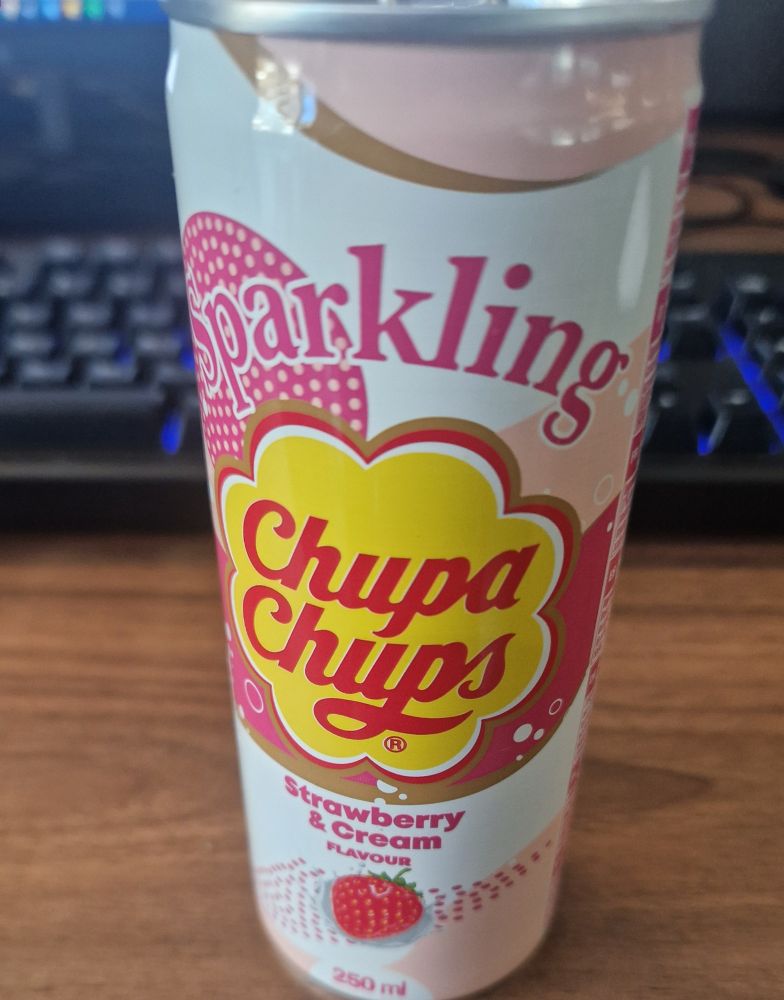 Sparkling
Chupa
Chups
®
Strawberry
& Cream
FLAVOUR
250 ml